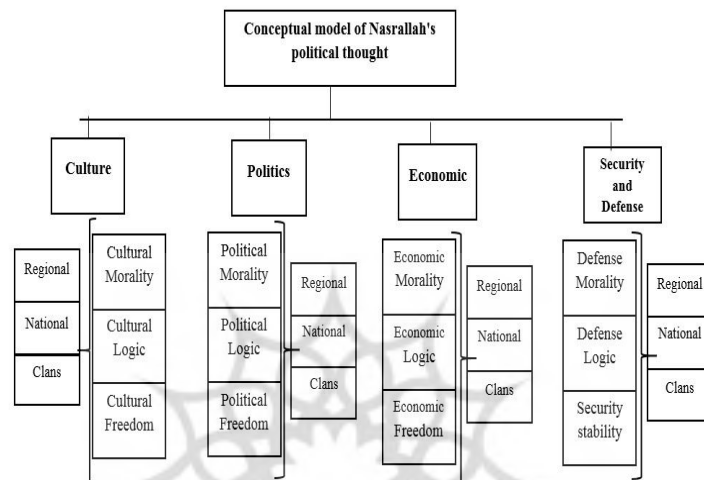 Conceptual model of Nasrallah's
political thought
Culture
Politics
Economic
Security
and
Defense
Regional
National
Clans
Cultural
Morality
Cultural
Logic
Cultural
Freedom
Political
Morality
Political
Logic
Political
Freedom
Regional
National
Clans
Economic
Morality
Economic
Logic
Economic
Freedom
Regional
National
Clans
Defense
Morality
Defense
Logic
Security
stability
Regional
National
Clans